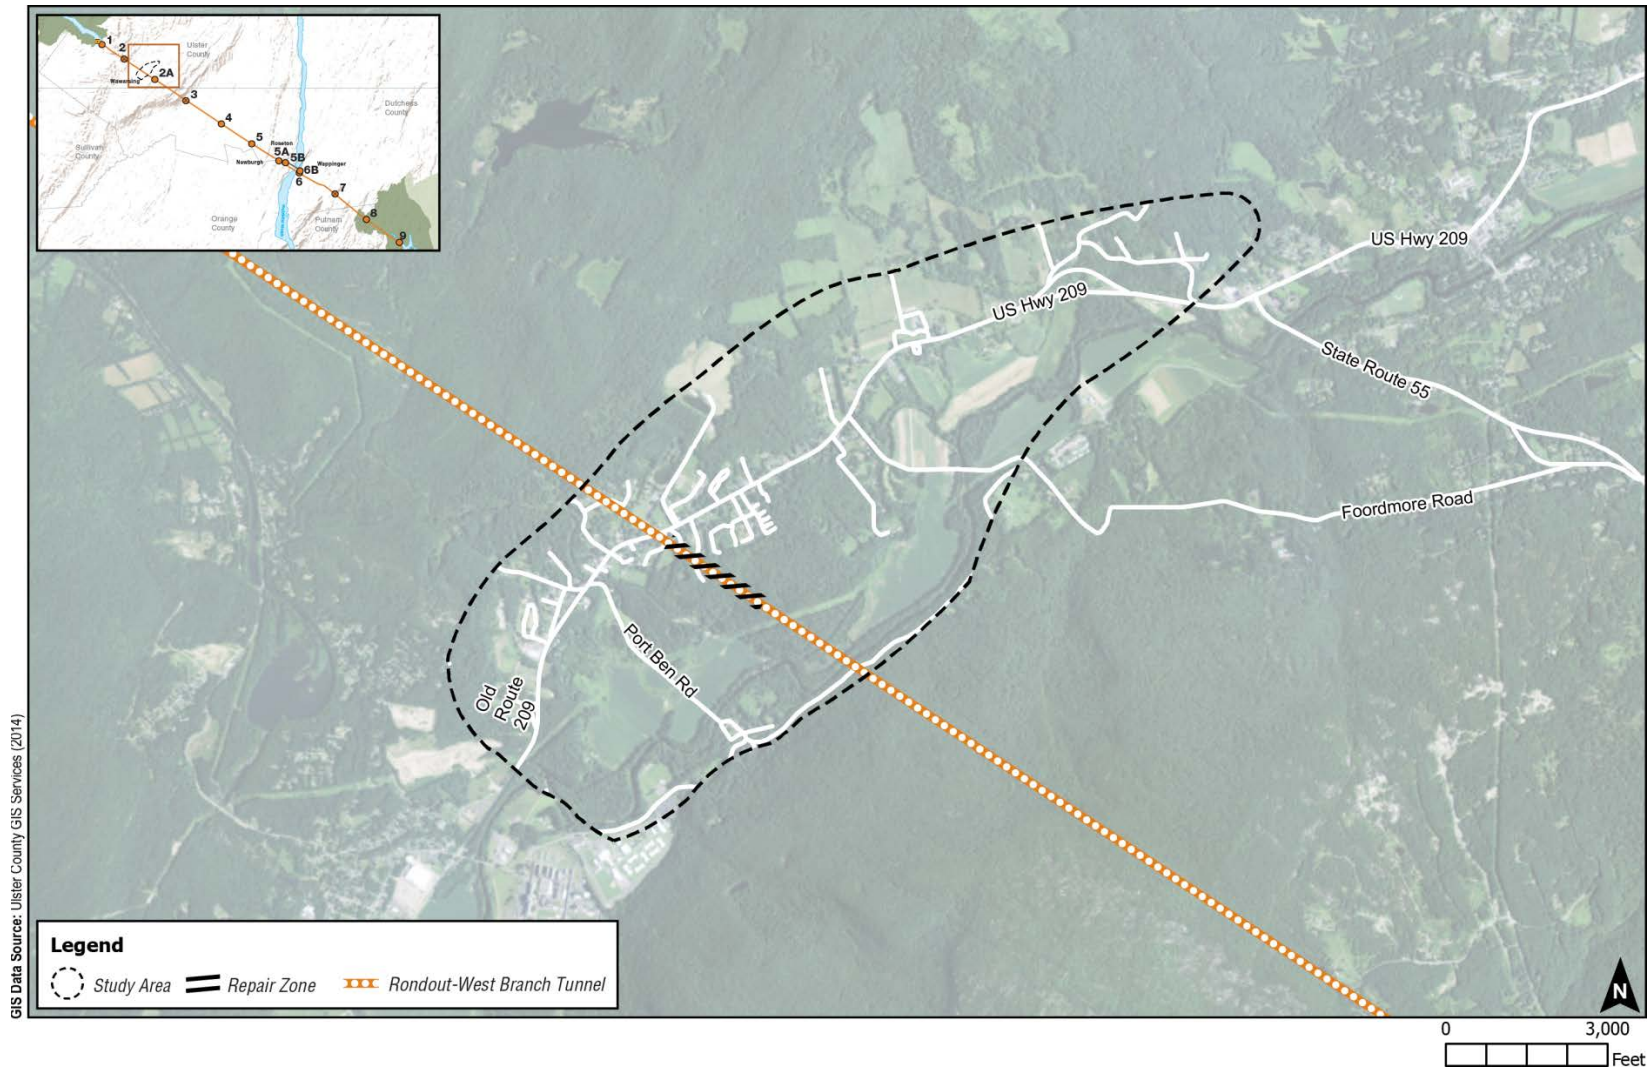 1
2
Ulster
County
2A
Wawarsing
3
Dutchess
County
4
Sullivan
County
5
Roseton
5A
5B
Newburgh
Wappinger
6B
6
7
Orange
County
Putnam
County
8
9
US Hwy 209
US Hwy 209
State Route 55
Foordmore Road
Port Ben Rd
Old
Route
209
GIS Data Source: Ulster County GIS Services (2014)
Legend
Study Area
Repair Zone
Rondout-West Branch Tunnel
N
0
3,000
Feet